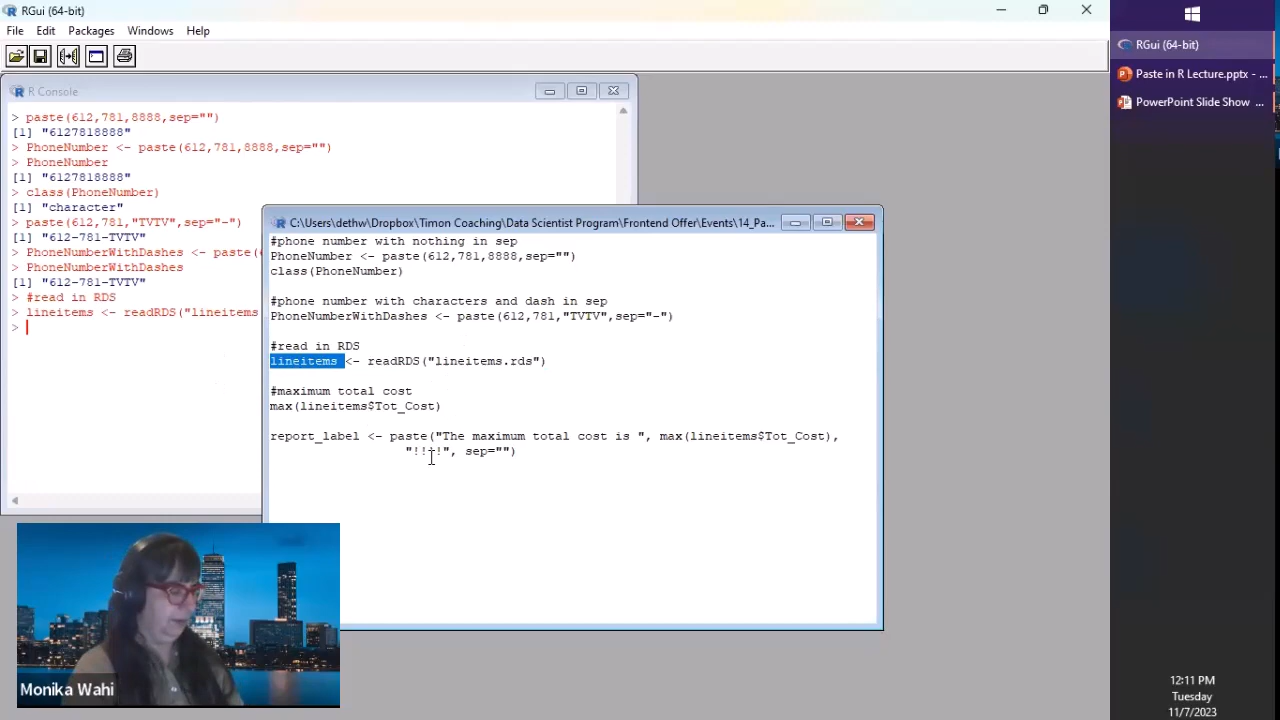 RGui (64-bit)
File Edit Packages Windows Help
R Console
> paste(612,781,8888,sep="")
[1] "6127818888"
> PhoneNumber <- paste(612,781,8888,sep="")
> PhoneNumber
[1] "6127818888"
> class(PhoneNumber)
[1] "character"
> paste(612,781,"TVTV",sep="-")
[1] "612-781-TVTV"
> PhoneNumberWithDashes <- paste(
> PhoneNumberWithDashes
[1] "612-781-TVTV"
> #read in RDS
> lineitems <- readRDS("lineitems
>
C:\Users\dethw\Dropbox\Timon Coaching\Data Scientist Program\Frontend Offer\Events\14_Pa...
#phone number with nothing in sep
PhoneNumber <- paste(612,781,8888,sep="")
class(PhoneNumber)
#phone number with characters and dash in sep
PhoneNumberWithDashes <- paste(612,781,"TVTV",sep="-")
#read in RDS
lineitems <- readRDS("lineitems.rds")
#maximum total cost
max(lineitems$Tot_Cost)
report_label <- paste("The maximum total cost is ", max(lineitems$Tot_Cost),
"!!!!", sep="")
Monika Wahi
RGui (64-bit)
Paste in R Lecture.pptx - ...
PowerPoint Slide Show ...
12:11 PM
Tuesday
11/7/2023